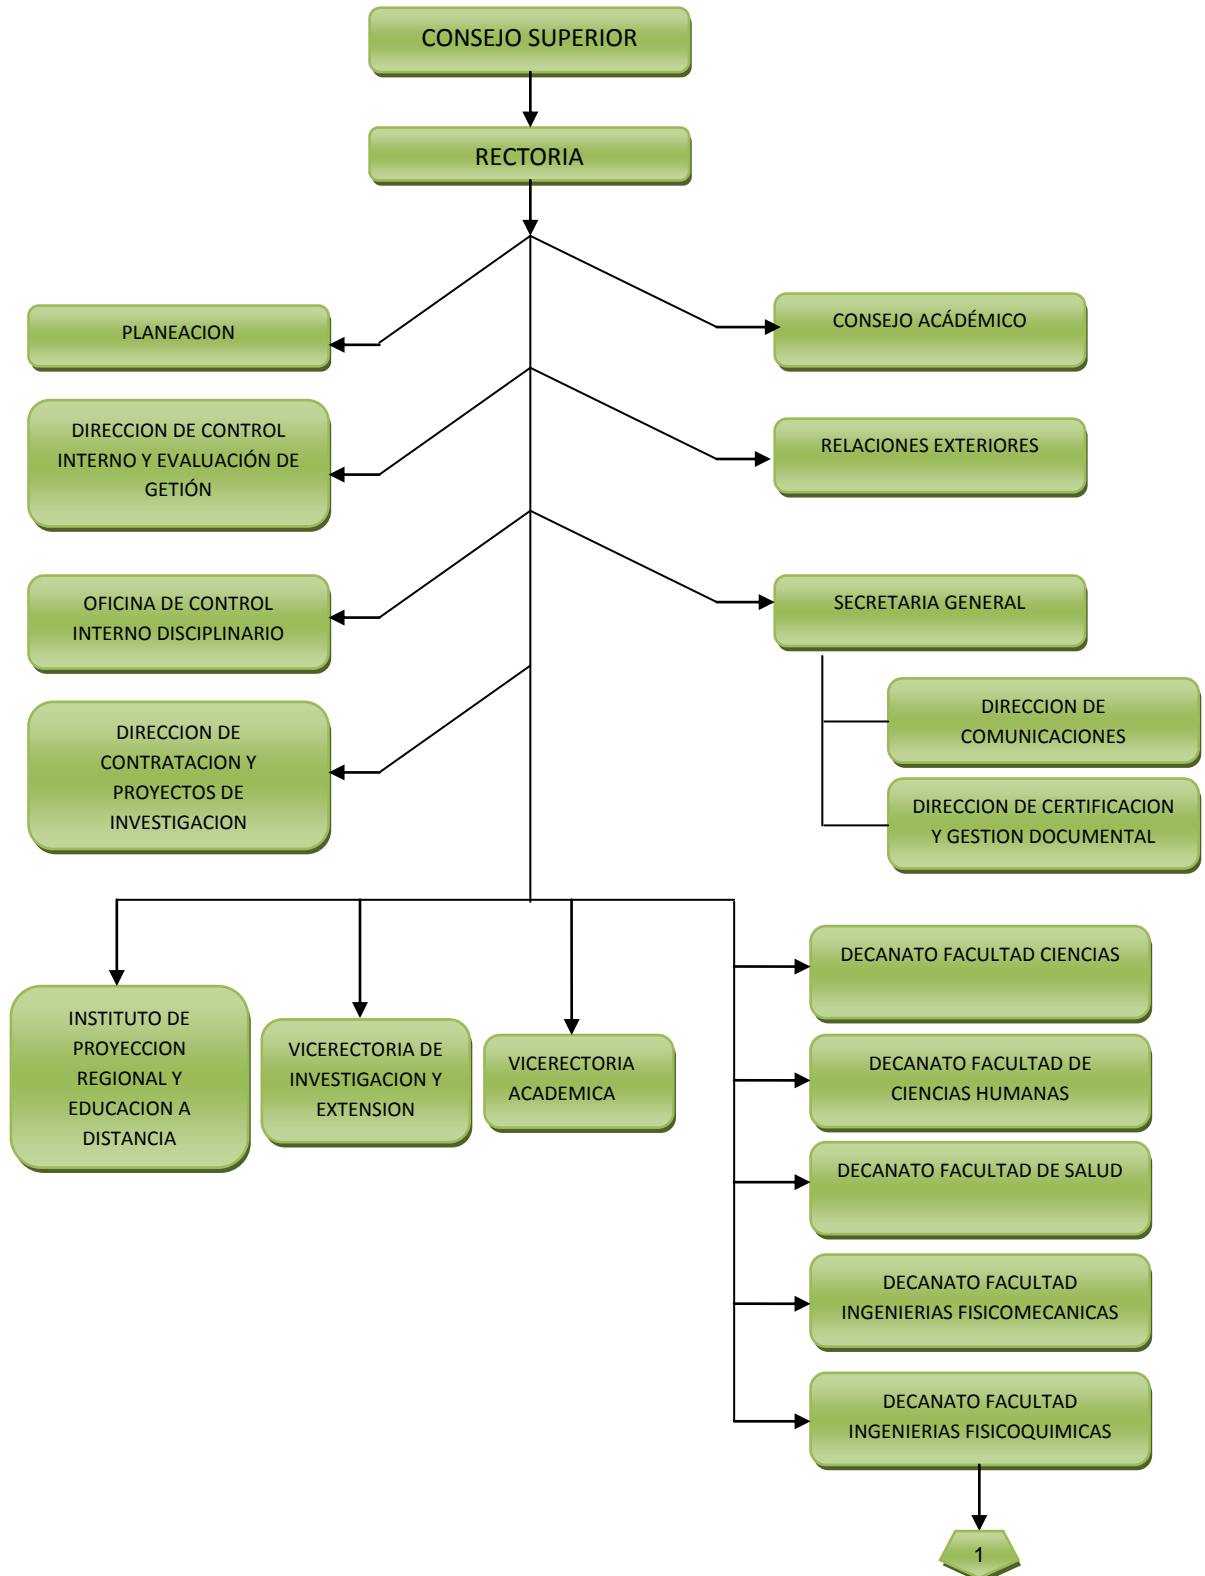 CONSEJO SUPERIOR
RECTORIA
PLANEACION
CONSEJO ACÁDÉMICO
DIRECCION DE CONTROL
INTERNO Y EVALUACIÓN DE
GETIÓN
RELACIONES EXTERIORES
OFICINA DE CONTROL
INTERNO DISCIPLINARIO
SECRETARIA GENERAL
DIRECCION DE
CONTRATACION Y
PROYECTOS DE
INVESTIGACION
DIRECCION DE
COMUNICACIONES
DIRECCION DE CERTIFICACION
Y GESTION DOCUMENTAL
INSTITUTO DE
PROYECCION
REGIONAL Y
EDUCACION A
DISTANCIA
VICERECTORIA DE
INVESTIGACION Y
EXTENSION
VICERECTORIA
ACADEMICA
DECANATO FACULTAD CIENCIAS
DECANATO FACULTAD DE
CIENCIAS HUMANAS
DECANATO FACULTAD DE SALUD
DECANATO FACULTAD
INGENIERIAS FISICOMECANICAS
DECANATO FACULTAD
INGENIERIAS FISICOQUIMICAS
1